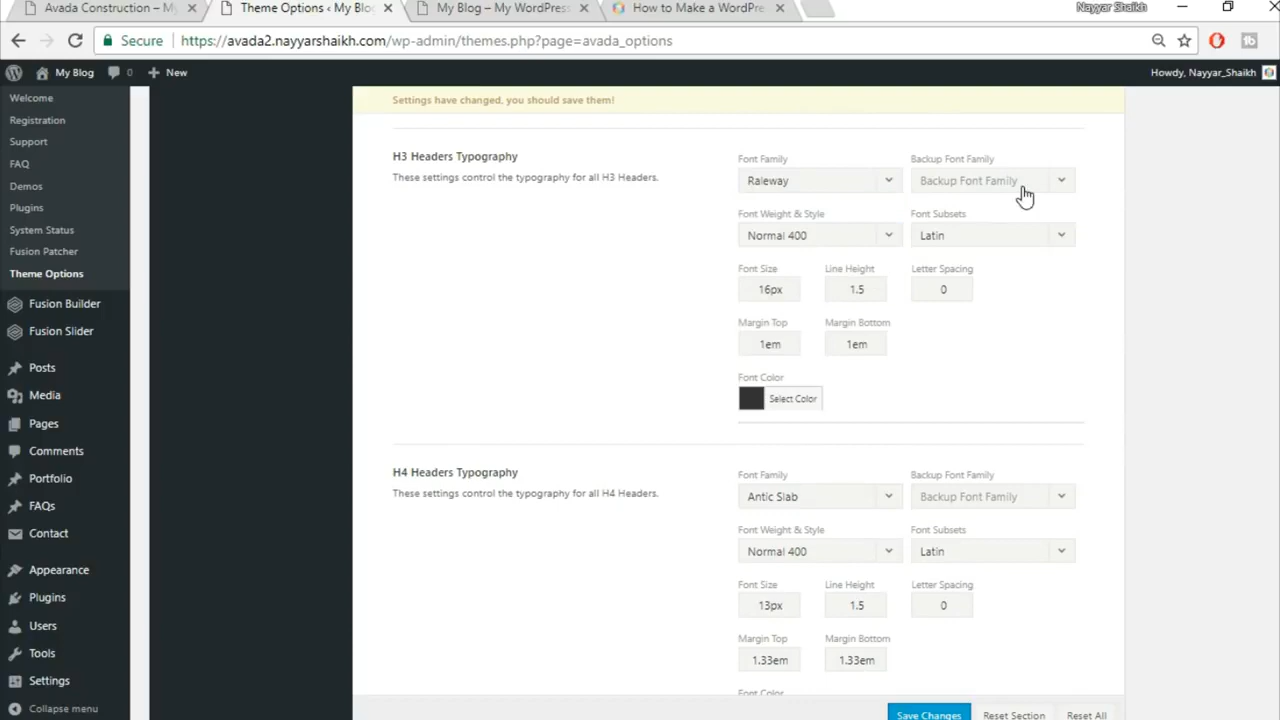 Avada Construction – My
Theme Options ‹ My Blog
My Blog – My WordPress
How to Make a WordPre
Nayyar Shaikh
Secure
https://avada2.nayyarshaikh.com/wp-admin/themes.php?page=avada_options
My Blog
0
New
Howdy, Nayyar_Shaikh
Welcome
Registration
Support
FAQ
Demos
Plugins
System Status
Fusion Patcher
Theme Options
Fusion Builder
Fusion Slider
Posts
Media
Pages
Comments
Portfolio
FAQs
Contact
Appearance
Plugins
Users
Tools
Settings
Collapse menu
Settings have changed, you should save them!
H3 Headers Typography
These settings control the typography for all H3 Headers.
Font Family
Backup Font Family
Raleway
Backup Font Family
Font Weight & Style
Font Subsets
Normal 400
Latin
Font Size
Line Height
Letter Spacing
16px
1.5
0
Margin Top
Margin Bottom
1em
1em
Font Color
Select Color
H4 Headers Typography
These settings control the typography for all H4 Headers.
Font Family
Backup Font Family
Antic Slab
Backup Font Family
Font Weight & Style
Font Subsets
Normal 400
Latin
Font Size
Line Height
Letter Spacing
13px
1.5
0
Margin Top
Margin Bottom
1.33em
1.33em
Font Color
Save Changes
Reset Section
Reset All